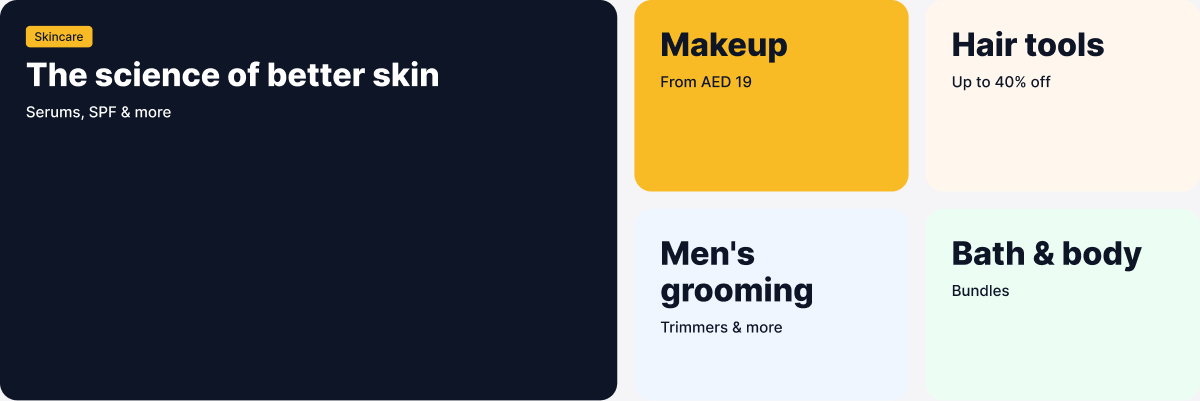 Skincare
The science of better skin
Serums, SPF & more
Makeup
From AED 19
Hair tools
Up to 40% off
Men's
grooming
Trimmers & more
Bath & body
Bundles